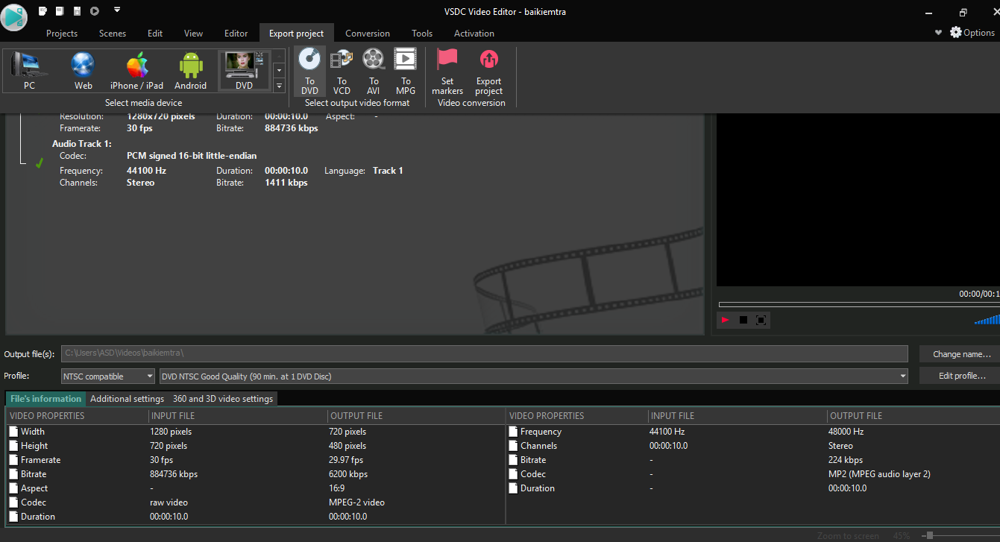 VSDC Video Editor - baikiemtra
Projects Scenes Edit View Editor Export project Conversion Tools Activation Options
PC Web iPhone / iPad Android DVD
Select media device
To DVD To VCD To AVI To MPG
Select output video format
Set markers Export project
Video conversion
Resolution: 1280x720 pixels Duration: 00:00:10.0 Aspect: -
Framerate: 30 fps Bitrate: 884736 kbps
Audio Track 1:
Codec: PCM signed 16-bit little-endian
Frequency: 44100 Hz Duration: 00:00:10.0 Language: Track 1
Channels: Stereo Bitrate: 1411 kbps
00:00/00:1
Output file(s): C:\Users\ASD\Videos\baikiemtra\ Change name...
Profile: NTSC compatible DVD NTSC Good Quality (90 min. at 1 DVD Disc) Edit profile...
File's information Additional settings 360 and 3D video settings
VIDEO PROPERTIES INPUT FILE OUTPUT FILE VIDEO PROPERTIES INPUT FILE OUTPUT FILE
Width 1280 pixels 720 pixels Frequency 44100 Hz 48000 Hz
Height 720 pixels 480 pixels Channels 00:00:10.0 Stereo
Framerate 30 fps 29.97 fps Bitrate - 224 kbps
Bitrate 884736 kbps 6200 kbps Codec - MP2 (MPEG audio layer 2)
Aspect - 16:9 Duration - 00:00:10.0
Codec raw video MPEG-2 video
Duration 00:00:10.0 00:00:10.0
Zoom to screen 45%